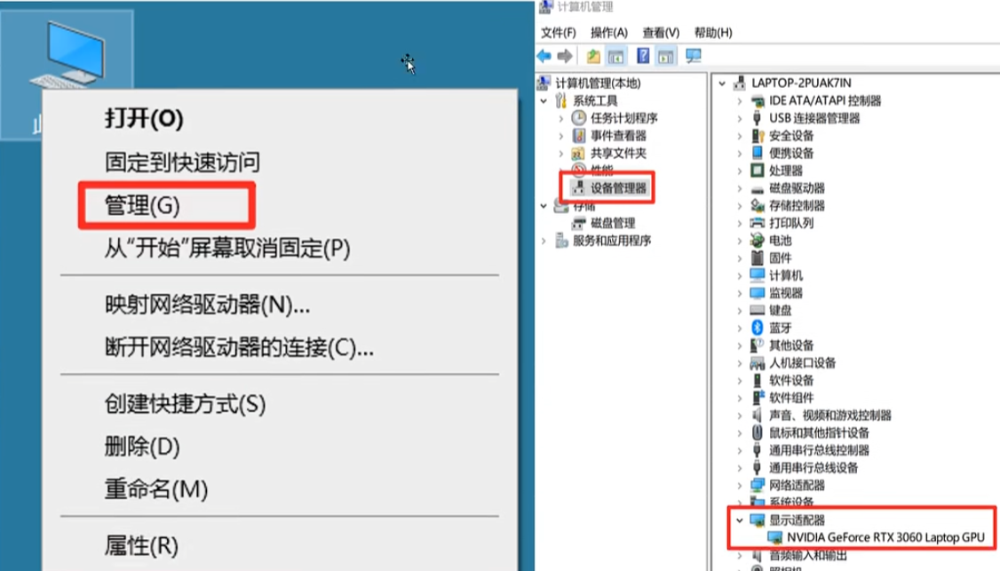 打开(O)
固定到快速访问
管理(G)
从“开始”屏幕取消固定(P)
映射网络驱动器(N)...
断开网络驱动器的连接(C)...
创建快捷方式(S)
删除(D)
重命名(M)
属性(R)
计算机管理
文件(F) 操作(A) 查看(V) 帮助(H)
计算机管理(本地)
系统工具
任务计划程序
事件查看器
共享文件夹
性能
设备管理器
存储
磁盘管理
服务和应用程序
LAPTOP-2PUAK7IN
IDE ATA/ATAPI 控制器
USB 连接器管理器
安全设备
便携设备
处理器
磁盘驱动器
存储控制器
打印队列
电池
固件
计算机
监视器
键盘
蓝牙
其他设备
人机接口设备
软件设备
软件组件
声音、视频和游戏控制器
鼠标和其他指针设备
通用串行总线控制器
通用串行总线设备
网络适配器
系统设备
显示适配器
NVIDIA GeForce RTX 3060 Laptop GPU
音频输入和输出
照相机